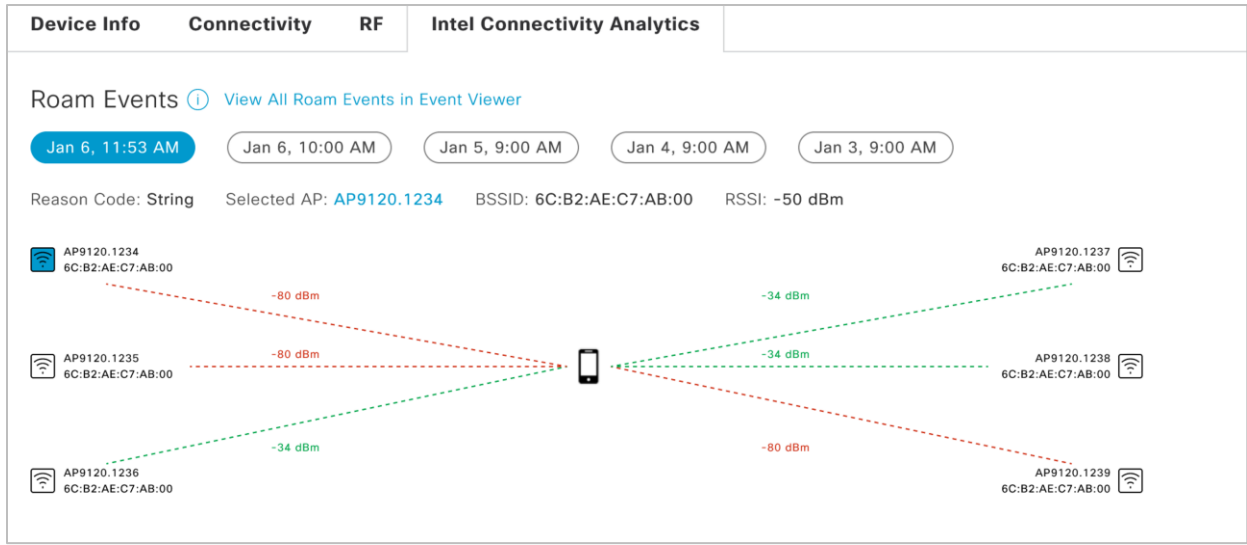 Device Info Connectivity RF Intel Connectivity Analytics
Roam Events i View All Roam Events in Event Viewer
Jan 6, 11:53 AM Jan 6, 10:00 AM Jan 5, 9:00 AM Jan 4, 9:00 AM Jan 3, 9:00 AM
Reason Code: String Selected AP: AP9120.1234 BSSID: 6C:B2:AE:C7:AB:00 RSSI: -50 dBm
AP9120.1234
6C:B2:AE:C7:AB:00
AP9120.1237
6C:B2:AE:C7:AB:00
-80 dBm
-34 dBm
AP9120.1235
6C:B2:AE:C7:AB:00
-80 dBm
-34 dBm
AP9120.1238
6C:B2:AE:C7:AB:00
-34 dBm
-80 dBm
AP9120.1236
6C:B2:AE:C7:AB:00
AP9120.1239
6C:B2:AE:C7:AB:00